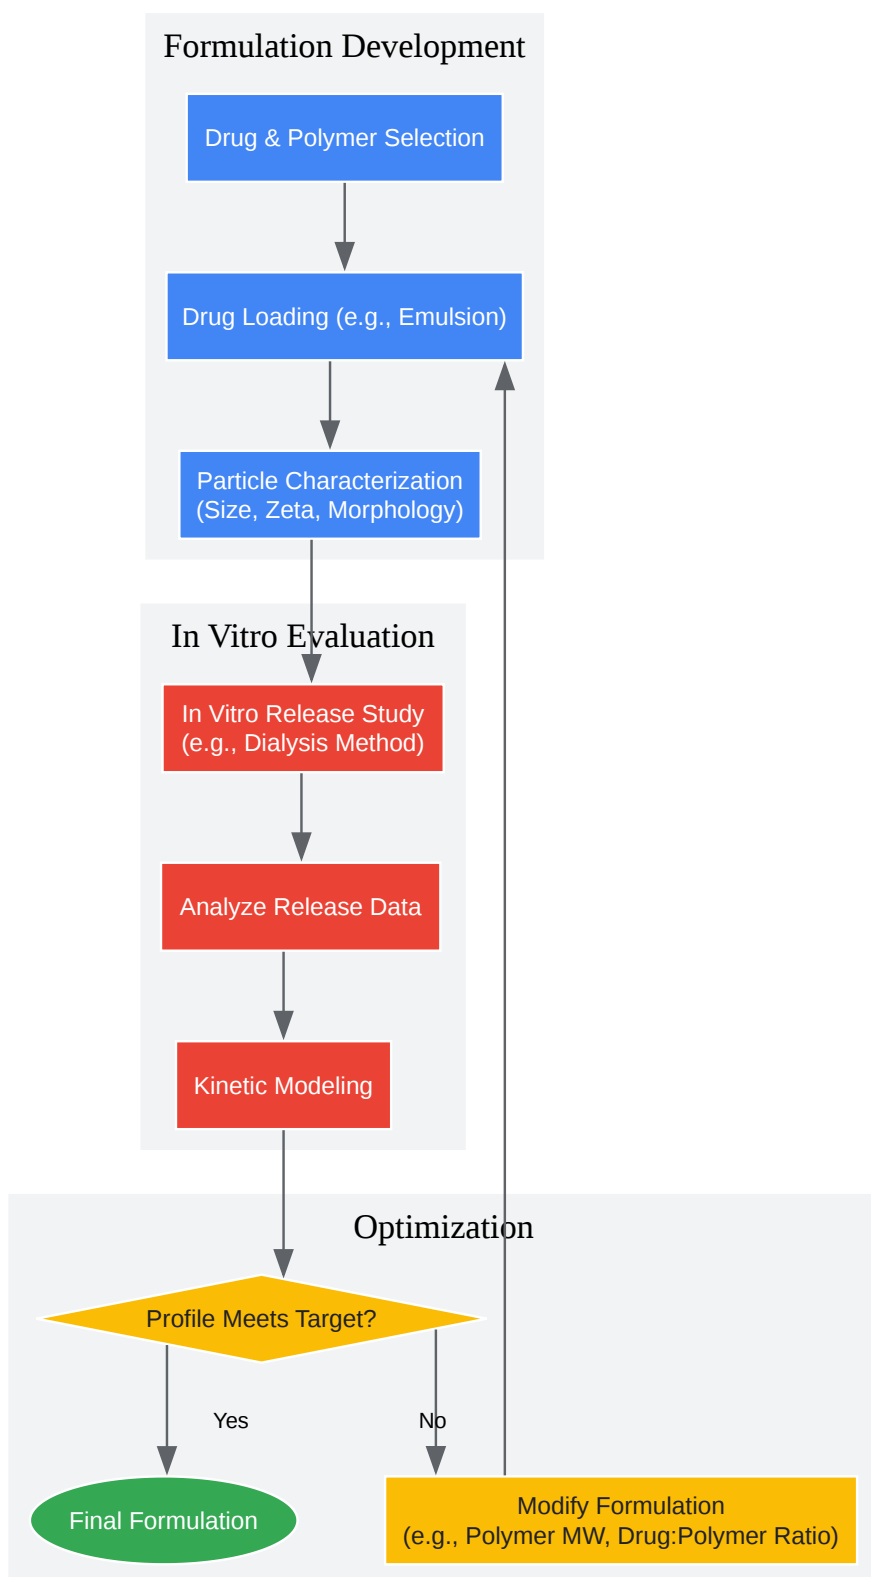 Formulation Development
Drug & Polymer Selection
Drug Loading (e.g., Emulsion)
Particle Characterization
(Size, Zeta, Morphology)
In Vitro Evaluation
In Vitro Release Study
(e.g., Dialysis Method)
Analyze Release Data
Kinetic Modeling
Optimization
Profile Meets Target?
Yes
No
Final Formulation
Modify Formulation
(e.g., Polymer MW, Drug:Polymer Ratio)